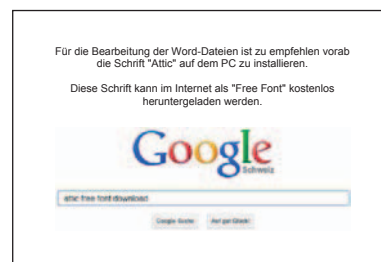 Für die Bearbeitung der Word-Dateien ist zu empfehlen vorab
die Schrift "Attic" auf dem PC zu installieren.
Diese Schrift kann im Internet als "Free Font" kostenlos
heruntergeladen werden.
Google
Schweiz
attic free font download
Google Suche Auf gut Glück!